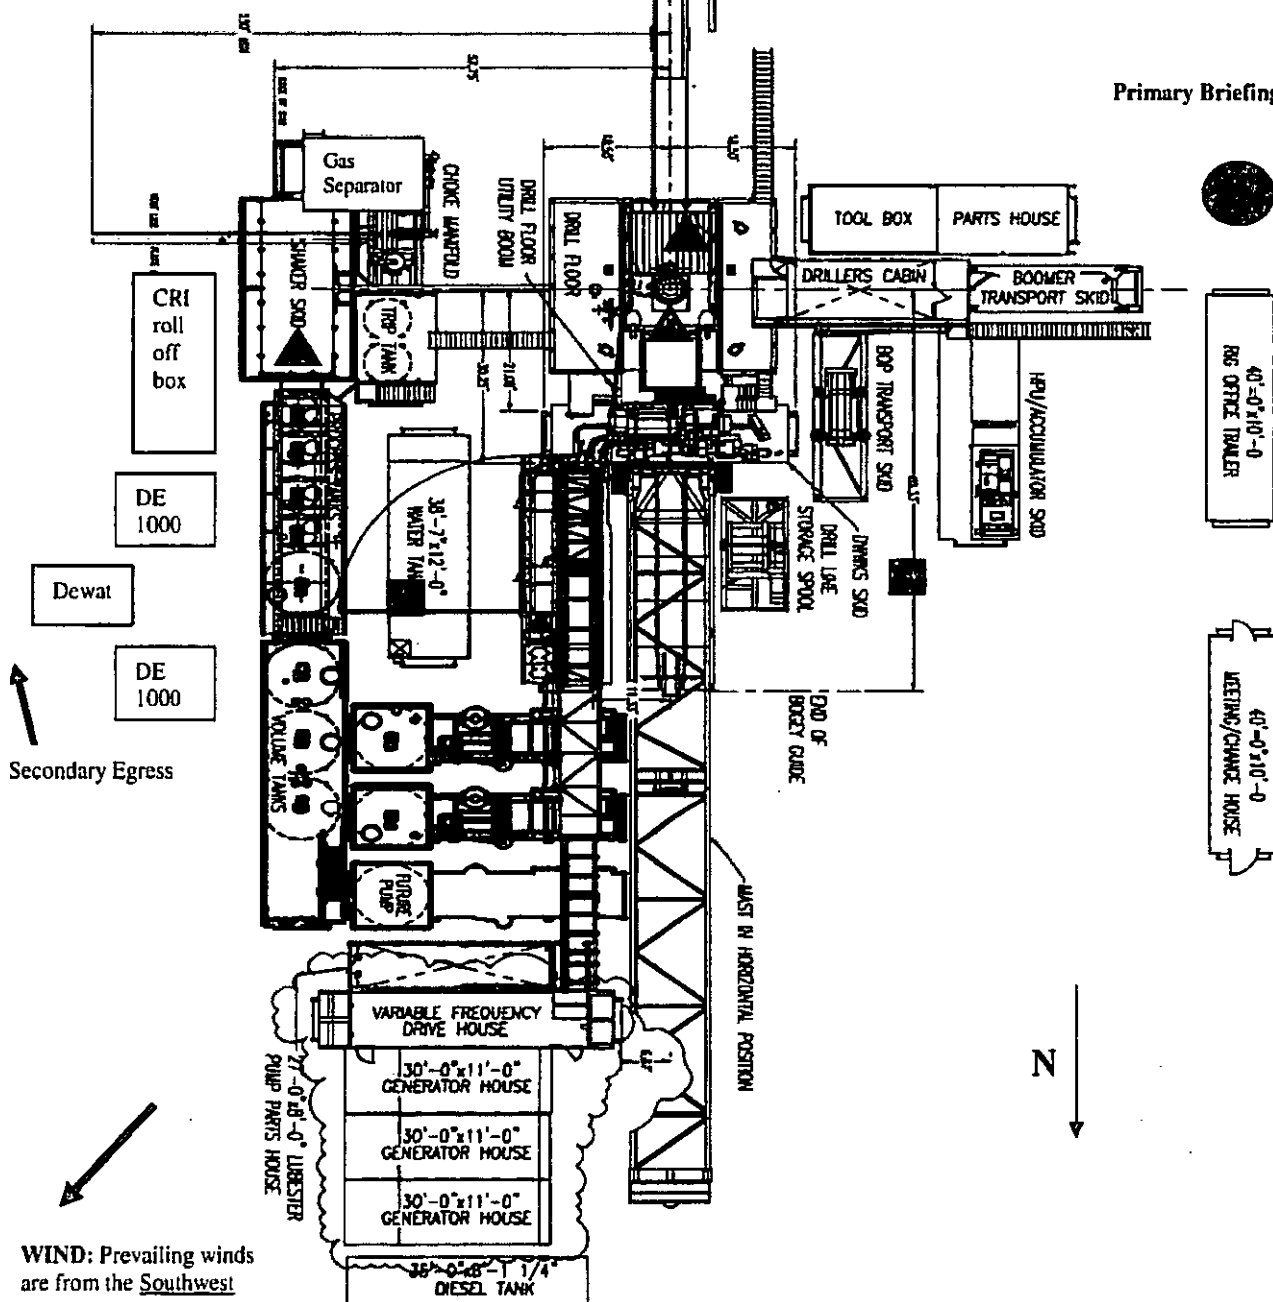 Primary Briefing
52.75'
Gas
Separator
CHOKE MANIFOLD
DRILL FLOOR
UTILITY BOOM
DRILL FLOOR
SHAKER SKID
TRIP TANK
TOOL BOX
PARTS HOUSE
DRILLERS CABIN
BOOMER
TRANSPORT SKID
CRI
roll
off
box
BOP TRANSPORT SKID
HPU/ACCUMULATOR SKID
40'-0"x10'-0
RIG OFFICE TRAILER
DE
1000
38'-7"x12'-0"
WATER TANK
DRILL LINE
STORAGE SPOOL
DWKS SKID
Dewat
DE
1000
Secondary Egress
VOLUME TANKS
END OF
BOGEY GUIDE
40'-0"x10'-0
MEETING/CHANGE HOUSE
FUTURE
PUMP
MAST IN HORIZONTAL POSITION
VARIABLE FREQUENCY
DRIVE HOUSE
27'-0"x8'-0" LUBESTER
PUMP PARTS HOUSE
30'-0"x11'-0"
GENERATOR HOUSE
30'-0"x11'-0"
GENERATOR HOUSE
30'-0"x11'-0"
GENERATOR HOUSE
DIESEL TANK
N
WIND: Prevailing winds
are from the Southwest